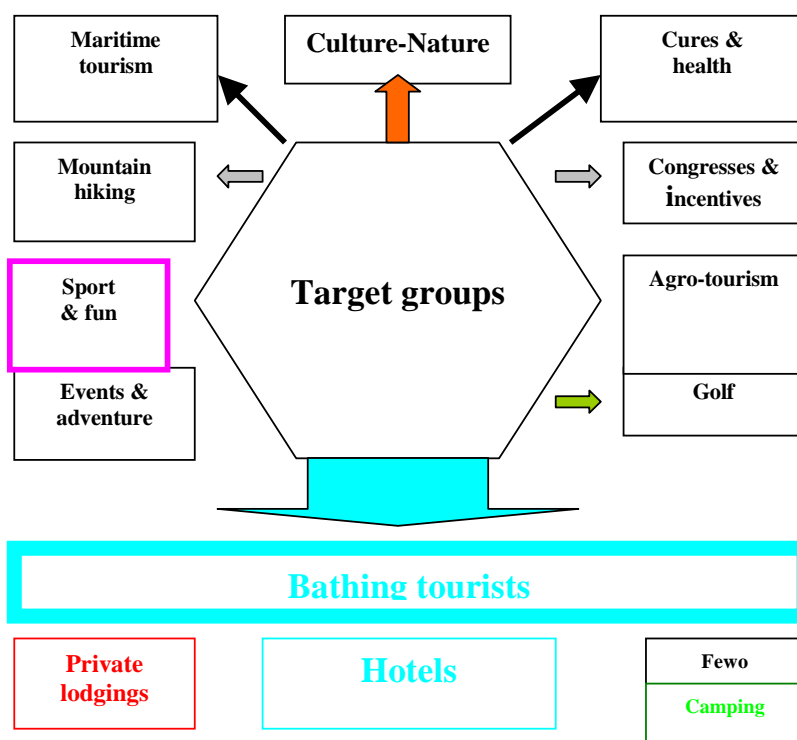 Maritime
tourism
Culture-Nature
Cures &
health
Mountain
hiking
Congresses &
incentives
Sport
& fun
Target groups
Agro-tourism
Events &
adventure
Golf
Bathing tourists
Private
lodgings
Hotels
Fewo
Camping